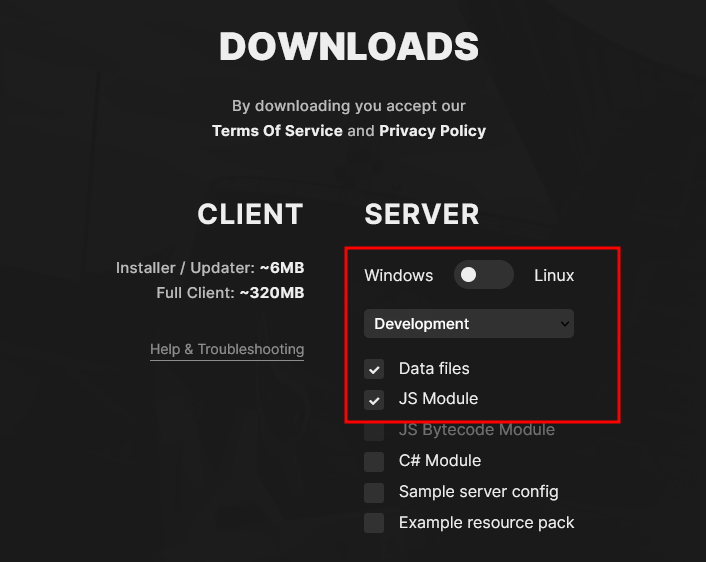 DOWNLOADS
By downloading you accept our
Terms Of Service and Privacy Policy
CLIENT
Installer / Updater: ~6MB
Full Client: ~320MB
Help & Troubleshooting
SERVER
Windows Linux
Development
Data files
JS Module
JS Bytecode Module
C# Module
Sample server config
Example resource pack